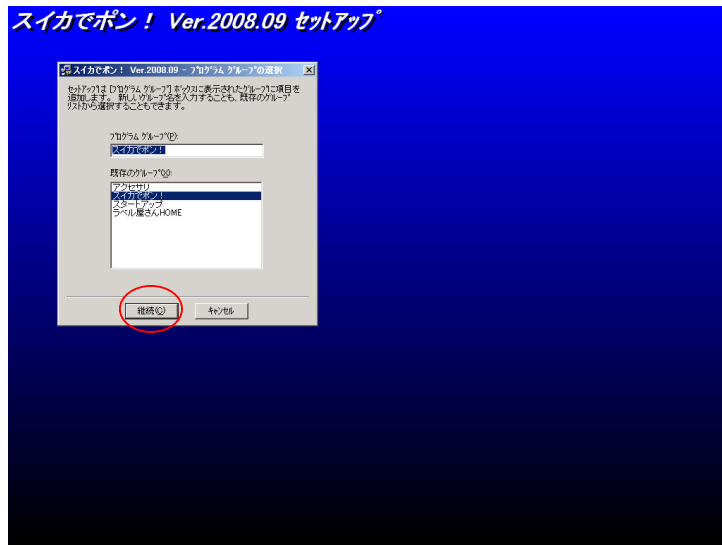 スイカでポン！ Ver.2008.09 セットアップ
スイカでポン！ Ver.2008.09 - プログラム グループの選択
セットアップは [プログラム グループ] ボックスに表示されたグループに項目を
追加します。 新しいグループ名を入力することも、既存のグループ
リストから選択することもできます。
プログラム グループ(P):
スイカでポン！
既存のグループ(X):
アクセサリ
スイカでポン！
スタートアップ
ラベル屋さんHOME
継続(C)
キャンセル